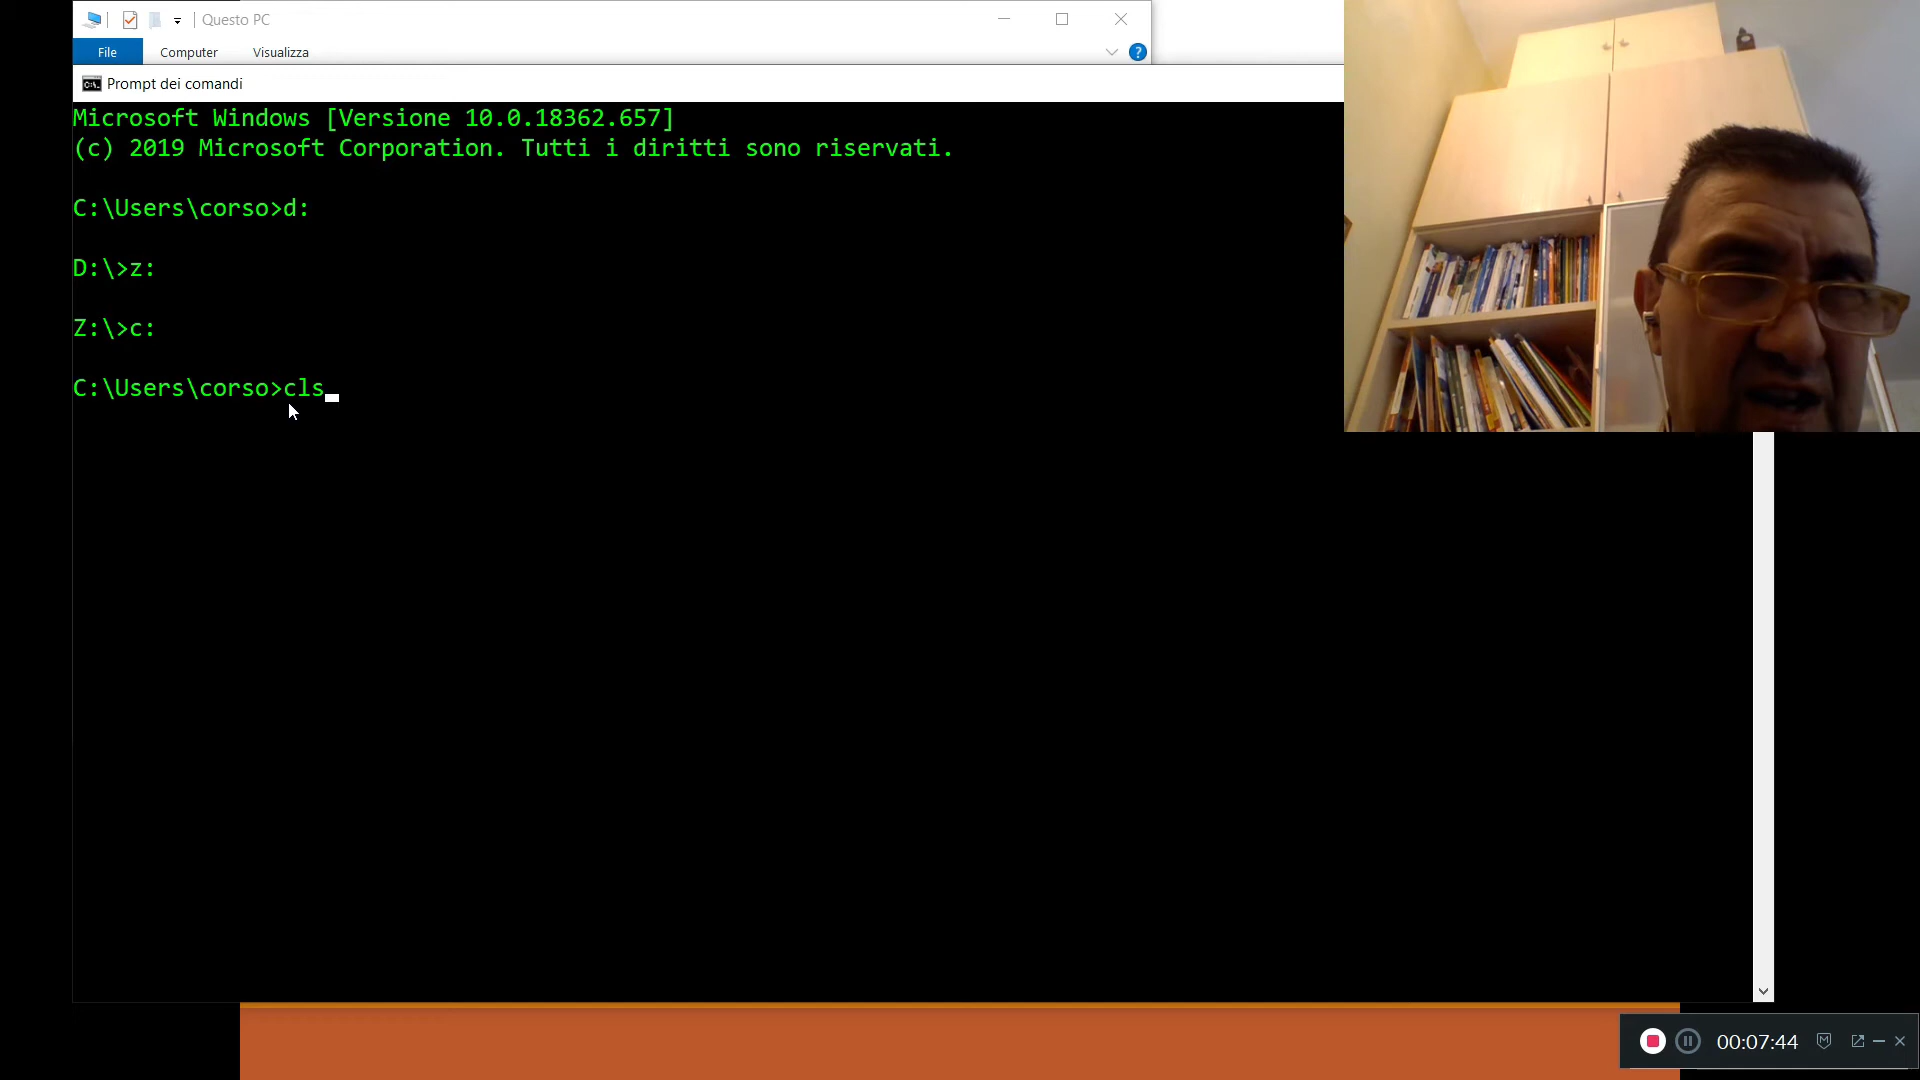 Questo PC
File Computer Visualizza
Prompt dei comandi
Microsoft Windows [Versione 10.0.18362.657]
(c) 2019 Microsoft Corporation. Tutti i diritti sono riservati.
C:\Users\corso>d:
D:\>z:
Z:\>c:
C:\Users\corso>cls
00:07:44